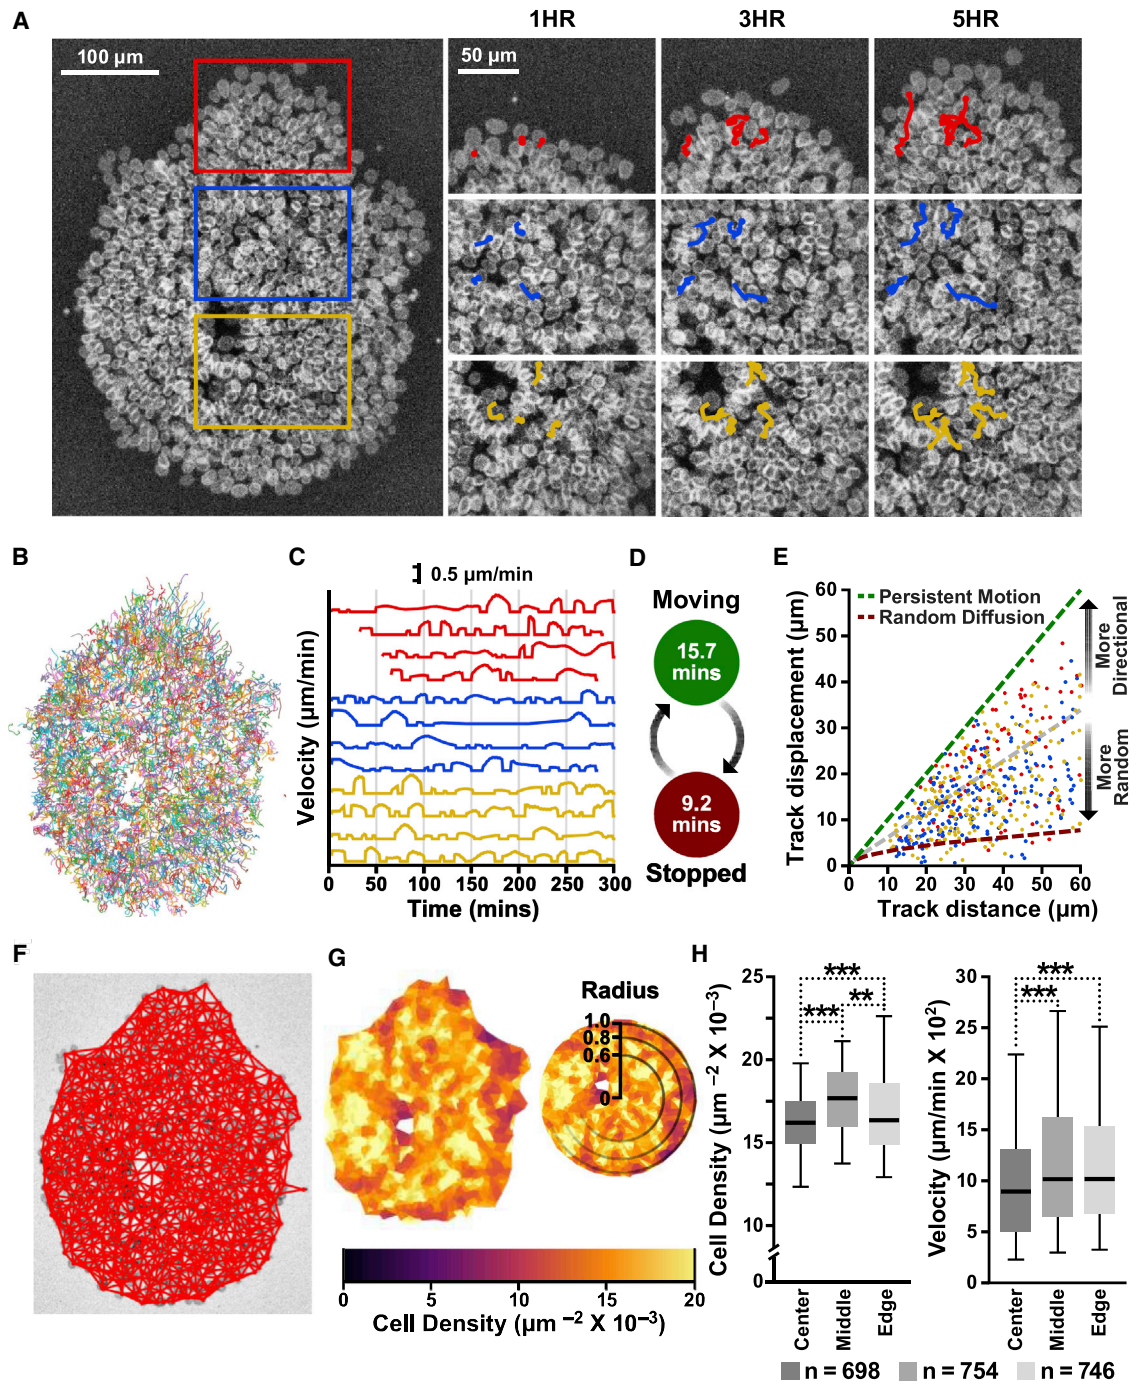 A
1HR 3HR 5HR
100 µm
50 µm
B
C
0.5 µm/min
Velocity (µm/min)
0 50 100 150 200 250 300
Time (mins)
D
Moving
15.7
mins
9.2
mins
Stopped
E
Track displacement (µm)
60
50
40
30
20
10
0
Persistent Motion
Random Diffusion
More
Directional
More
Random
0 10 20 30 40 50 60
Track distance (µm)
F
G
Radius
1.0
0.8
0.6
0
0 5 10 15 20
Cell Density (µm ⁻² X 10⁻³)
H
Cell Density (µm ⁻² X 10⁻³)
25
20
15
10
0
*** 
*** **
Center Middle Edge
Velocity (µm/min X 10²)
30
25
20
15
10
5
0
***
***
Center Middle Edge
n = 698 n = 754 n = 746